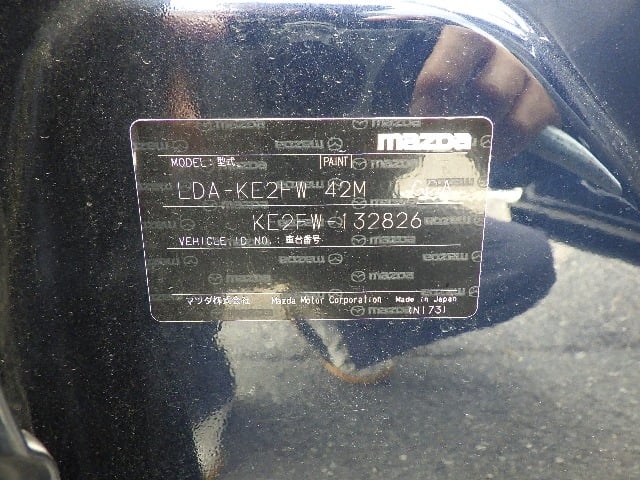 mazda
MODEL: 型式 PAINT
LDA-KE2FW 42M
KE2FW-132826
VEHICLE ID NO.: 車台番号
マツダ株式会社 Mazda Motor Corporation Made in Japan
(N173)